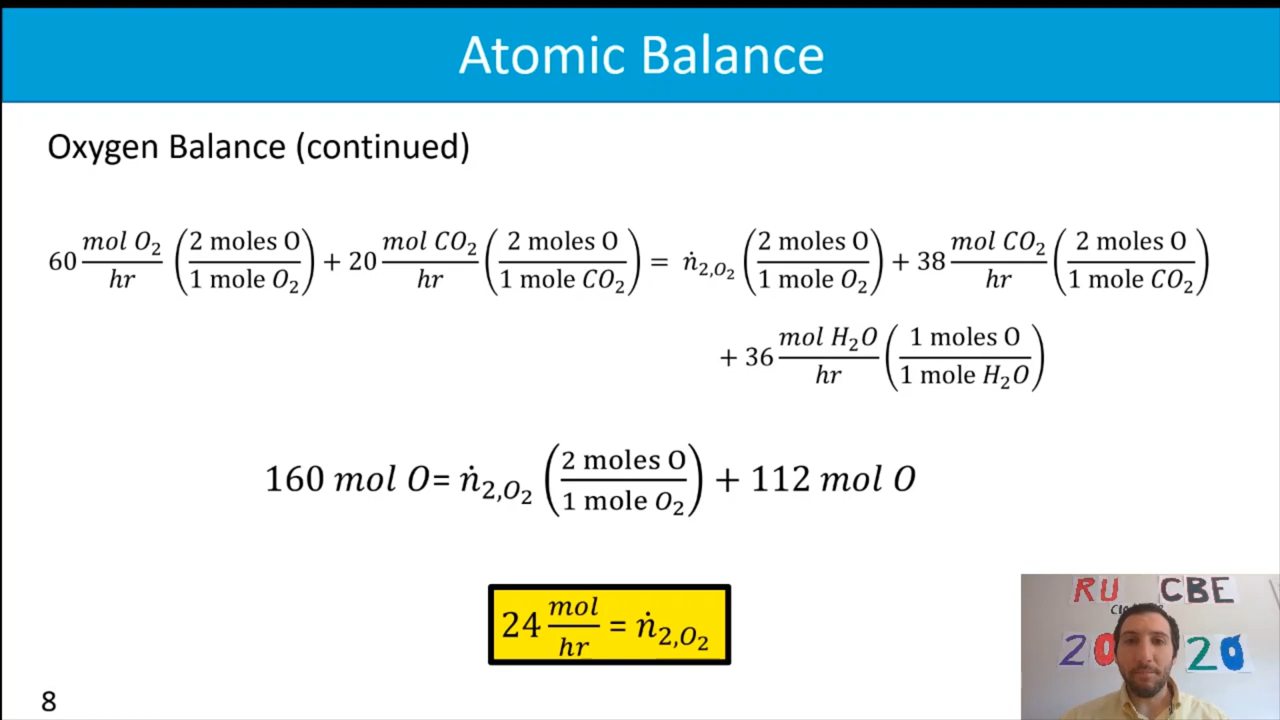 Atomic Balance
Oxygen Balance (continued)
60 mol O₂/hr (2 moles O/1 mole O₂) + 20 mol CO₂/hr (2 moles O/1 mole CO₂) = ṅ₂,O₂ (2 moles O/1 mole O₂) + 38 mol CO₂/hr (2 moles O/1 mole CO₂)
+ 36 mol H₂O/hr (1 moles O/1 mole H₂O)
160 mol O= ṅ₂,O₂ (2 moles O/1 mole O₂) + 112 mol O
24 mol/hr = ṅ₂,O₂
RU CBE
2020
8